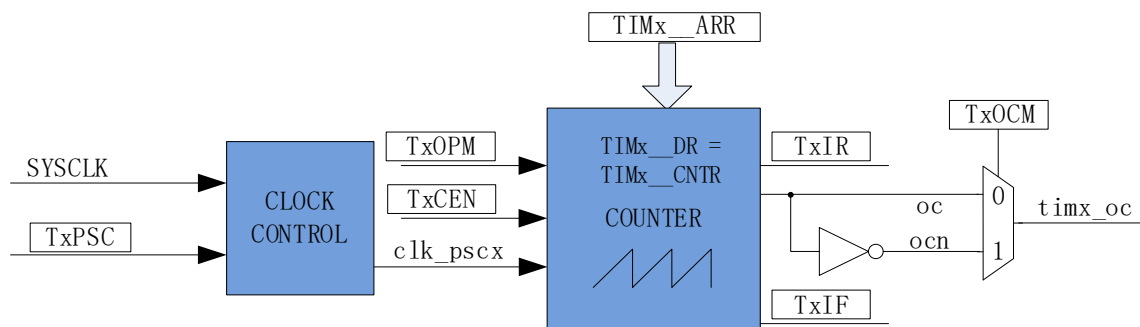 TIMx__ARR
TxOCM
TxOPM
TIMx__DR =
TIMx__CNTR
TxIR
SYSCLK
CLOCK
CONTROL
TxCEN
COUNTER
oc
0
timx_oc
TxPSC
clk_pscx
ocn
1
TxIF